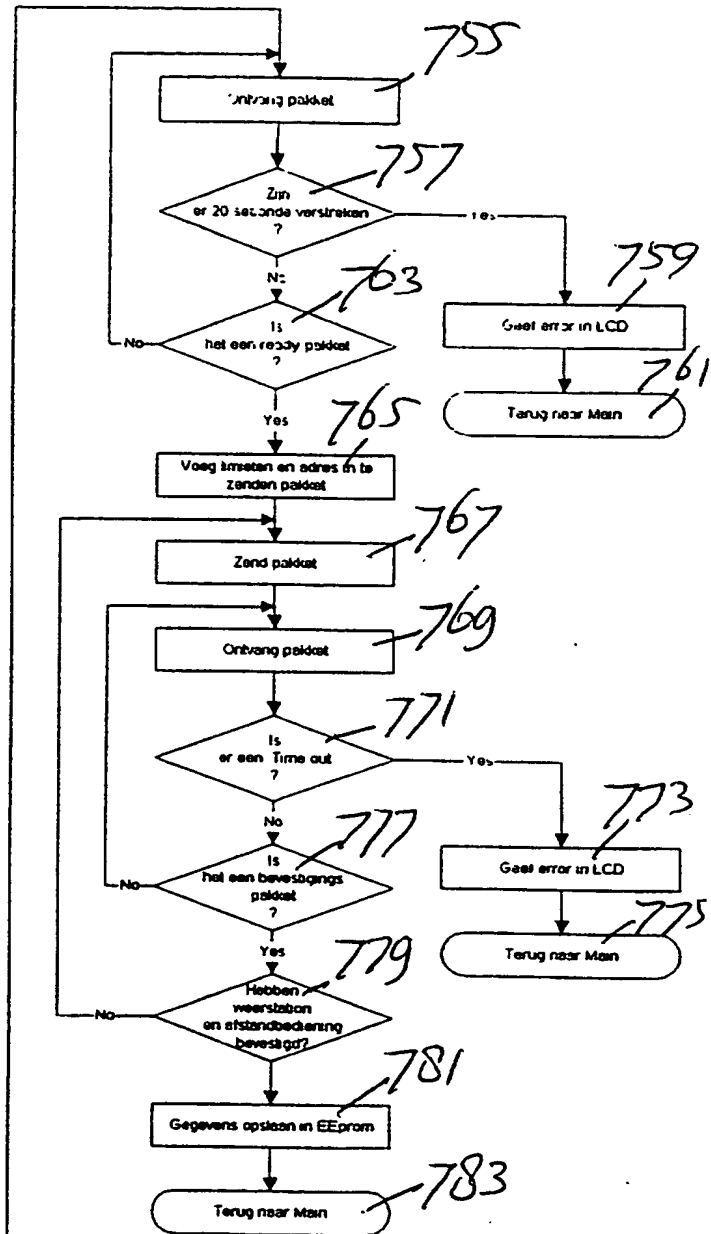 755
Ontvang pakket
757
Zijn
er 20 seconde verstreken
?
Yes
No
759
763
Geef error in LCD
Is
het een ready pakket
?
No
761
Terug naar Main
Yes
765
Voeg limieten en adres in te
zenden pakket
767
Zend pakket
769
Ontvang pakket
771
Is
er een Time out
?
Yes
No
773
777
Geef error in LCD
Is
het een bevestigings
pakket
?
No
775
Terug naar Main
Yes
779
Hebben
weerstation
en afstandbediening
bevestigd?
No
781
Gegevens opslaan in EEprom
783
Terug naar Main